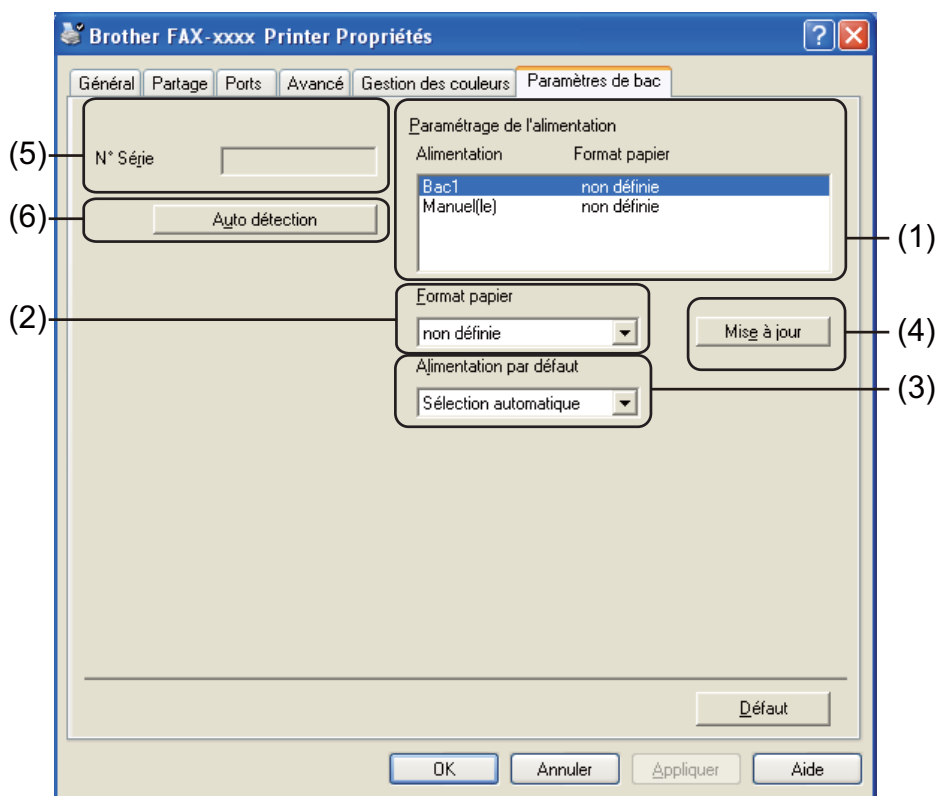 Brother FAX-xxxx Printer Propriétés
Général Partage Ports Avancé Gestion des couleurs Paramètres de bac
(5)
N° Série
(6)
Auto détection
Paramétrage de l'alimentation
Alimentation Format papier
Bac1 non définie
Manuel(le) non définie
(1)
(2)
Format papier
non définie
Mise à jour
(4)
Alimentation par défaut
Sélection automatique
(3)
Défaut
OK Annuler Appliquer Aide